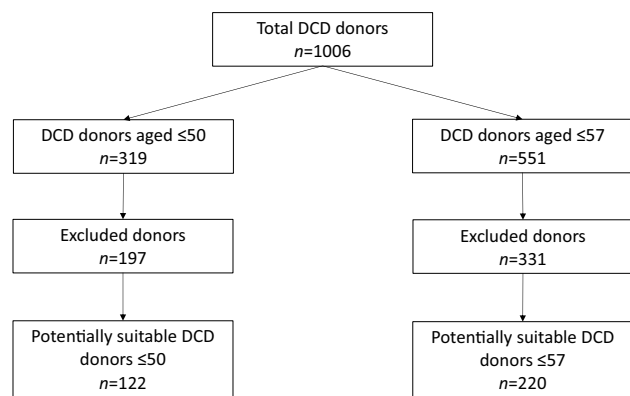 Total DCD donors
n=1006
DCD donors aged ≤50
n=319
DCD donors aged ≤57
n=551
Excluded donors
n=197
Excluded donors
n=331
Potentially suitable DCD
donors ≤50
n=122
Potentially suitable DCD
donors ≤57
n=220